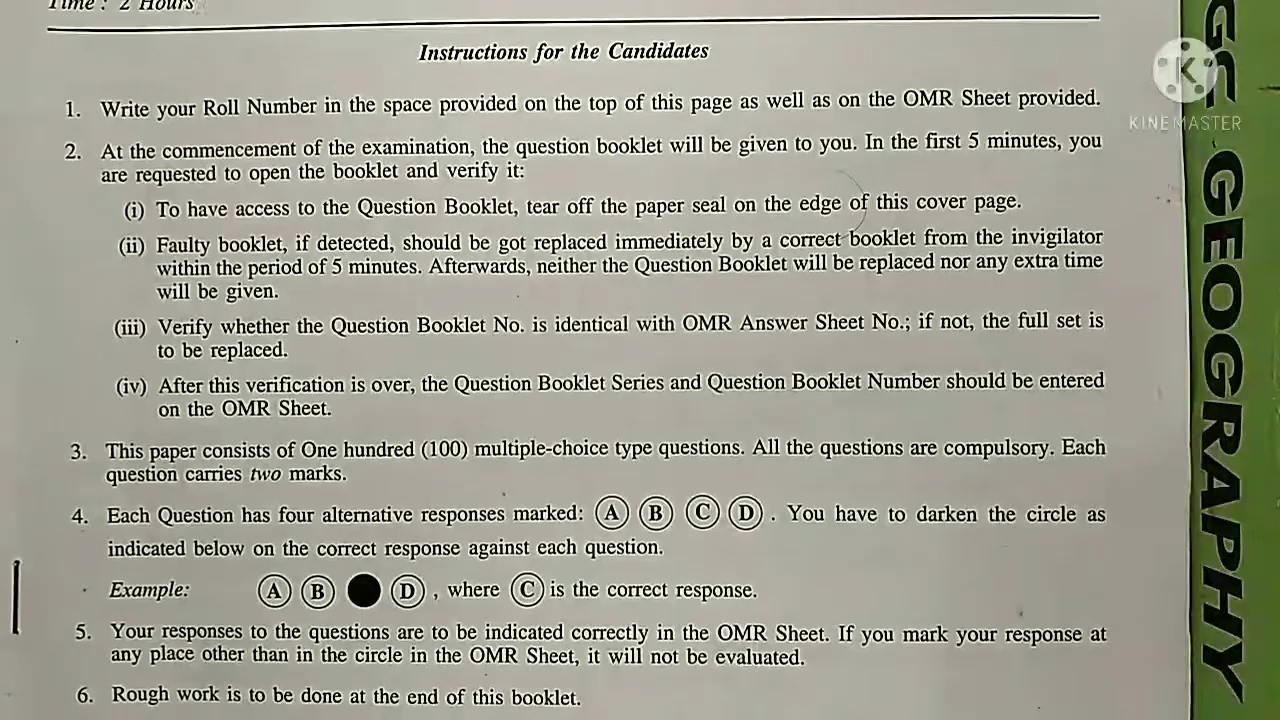 Time : 2 Hours
Instructions for the Candidates
1. Write your Roll Number in the space provided on the top of this page as well as on the OMR Sheet provided.
2. At the commencement of the examination, the question booklet will be given to you. In the first 5 minutes, you
are requested to open the booklet and verify it:
(i) To have access to the Question Booklet, tear off the paper seal on the edge of this cover page.
(ii) Faulty booklet, if detected, should be got replaced immediately by a correct booklet from the invigilator
within the period of 5 minutes. Afterwards, neither the Question Booklet will be replaced nor any extra time
will be given.
(iii) Verify whether the Question Booklet No. is identical with OMR Answer Sheet No.; if not, the full set is
to be replaced.
(iv) After this verification is over, the Question Booklet Series and Question Booklet Number should be entered
on the OMR Sheet.
3. This paper consists of One hundred (100) multiple-choice type questions. All the questions are compulsory. Each
question carries two marks.
4. Each Question has four alternative responses marked: A B C D . You have to darken the circle as
indicated below on the correct response against each question.
Example: A B D , where C is the correct response.
5. Your responses to the questions are to be indicated correctly in the OMR Sheet. If you mark your response at
any place other than in the circle in the OMR Sheet, it will not be evaluated.
6. Rough work is to be done at the end of this booklet.
K
KINEMASTER
GC - GEOGRAPHY